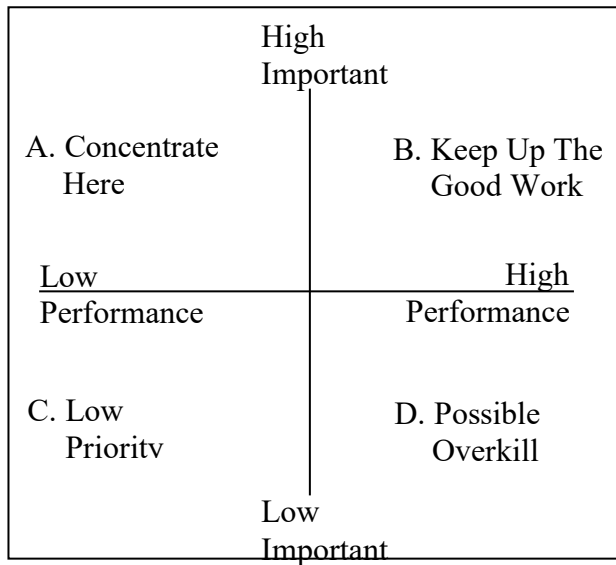 High
Important
A. Concentrate
Here
B. Keep Up The
Good Work
Low
Performance
High
Performance
C. Low
Priority
D. Possible
Overkill
Low
Important